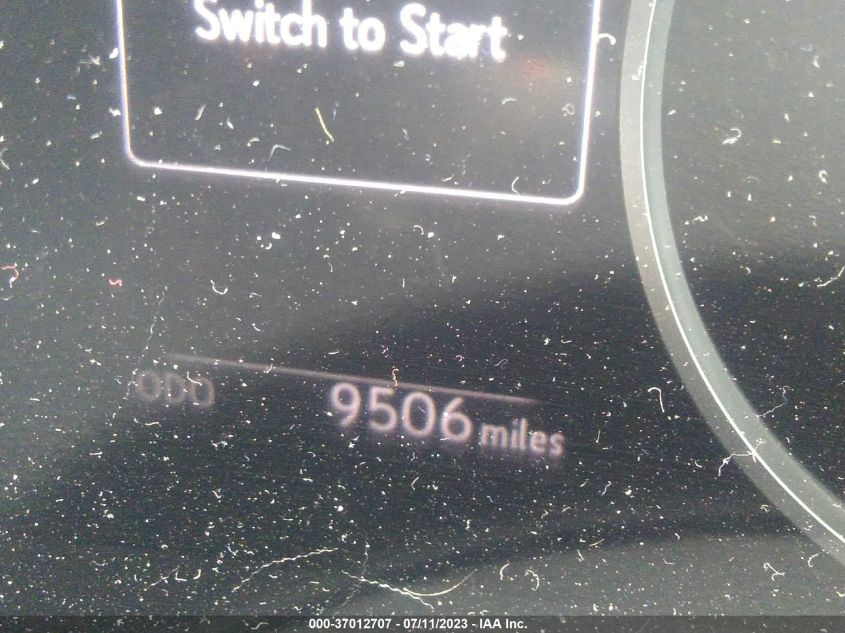 Switch to Start
ODO 9506 miles
000-37012707 - 07/11/2023 - IAA Inc.